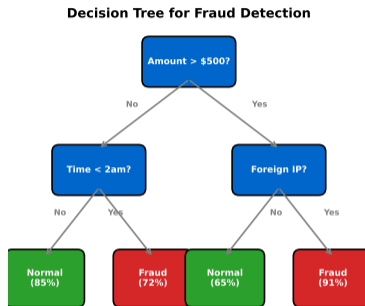 Decision Tree for Fraud Detection
Amount > $500?
No
Yes
Time < 2am?
Foreign IP?
No
Yes
No
Yes
Normal
(85%)
Fraud
(72%)
Normal
(65%)
Fraud
(91%)